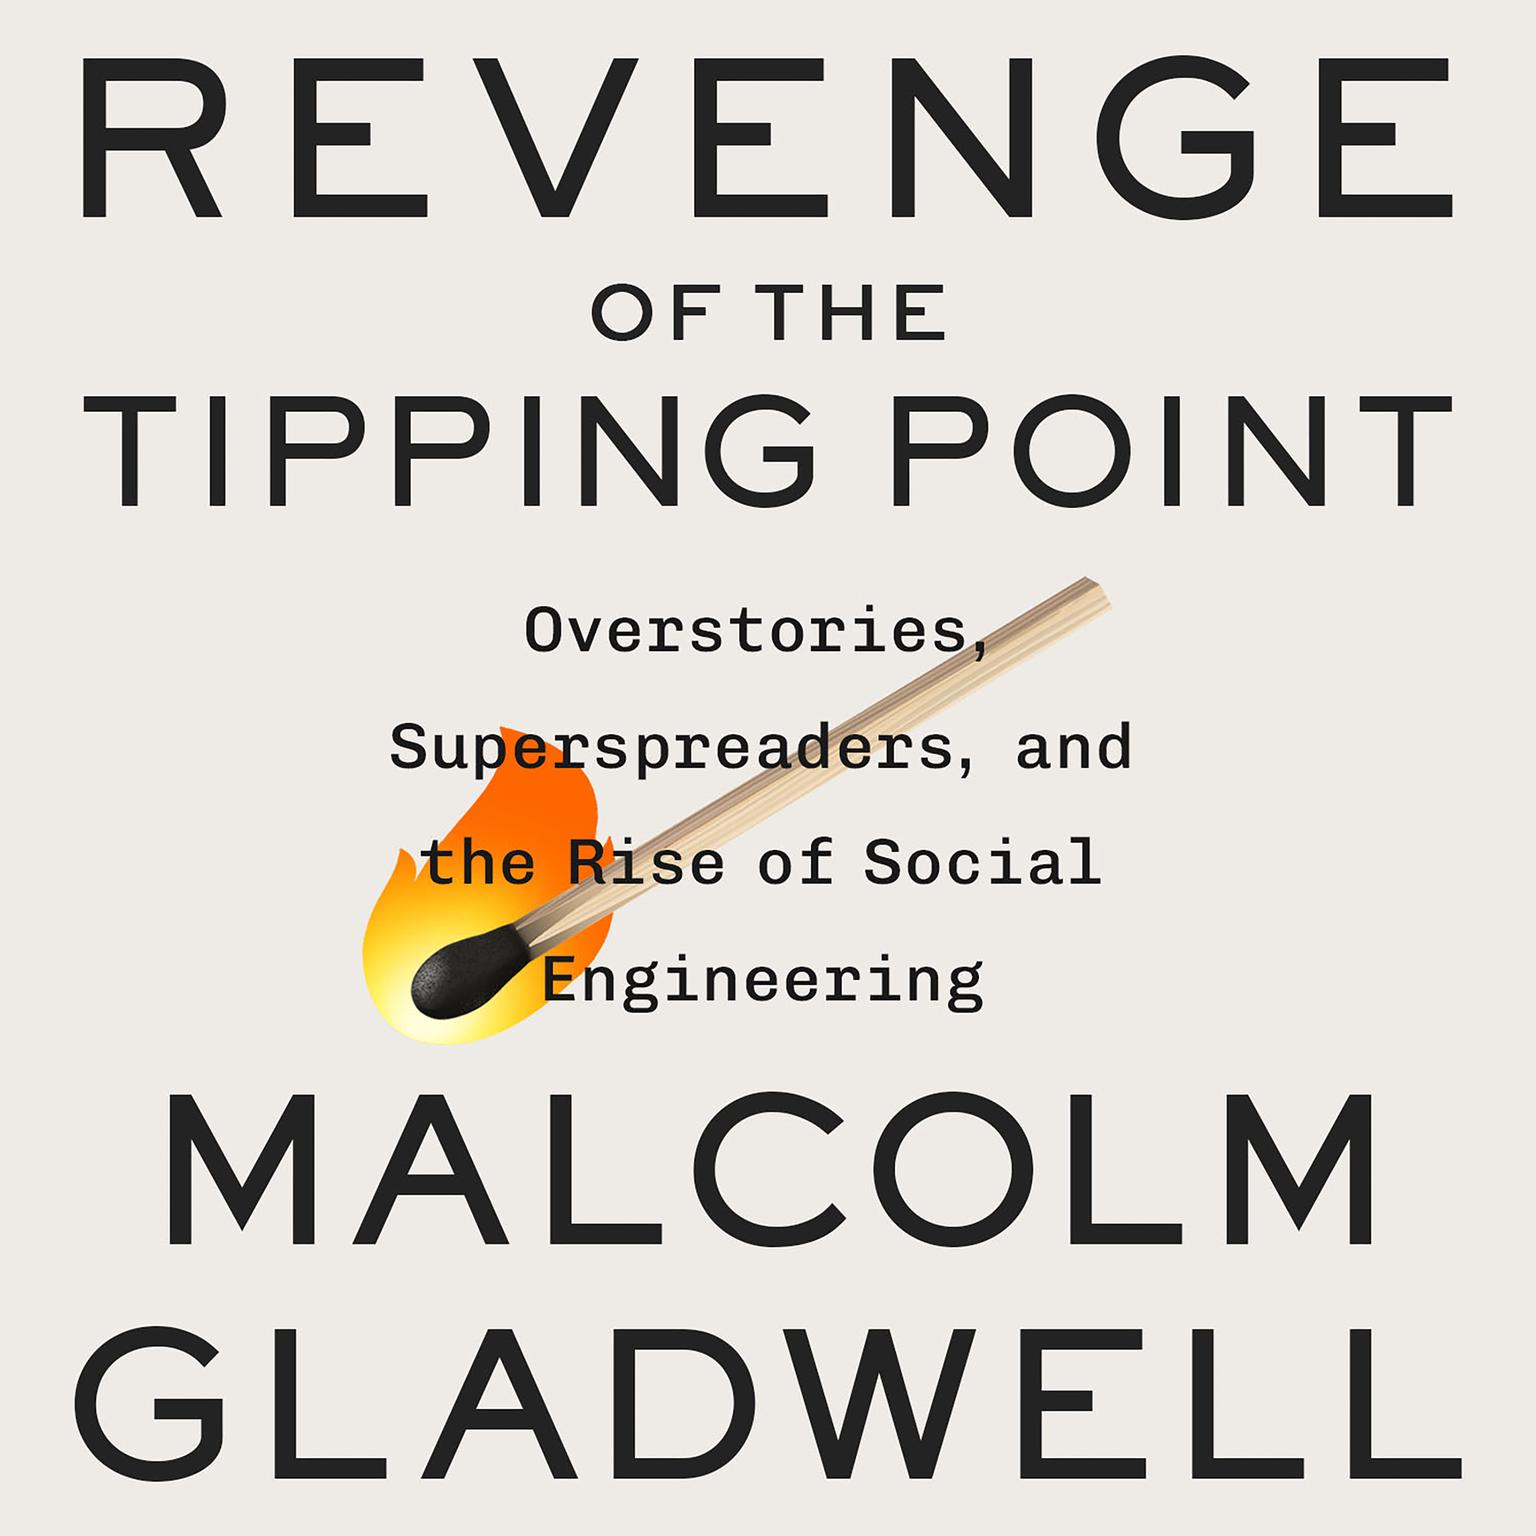 REVENGE
OF THE
TIPPING POINT
Overstories,
Superspreaders, and
the Rise of Social
Engineering
MALCOLM
GLADWELL